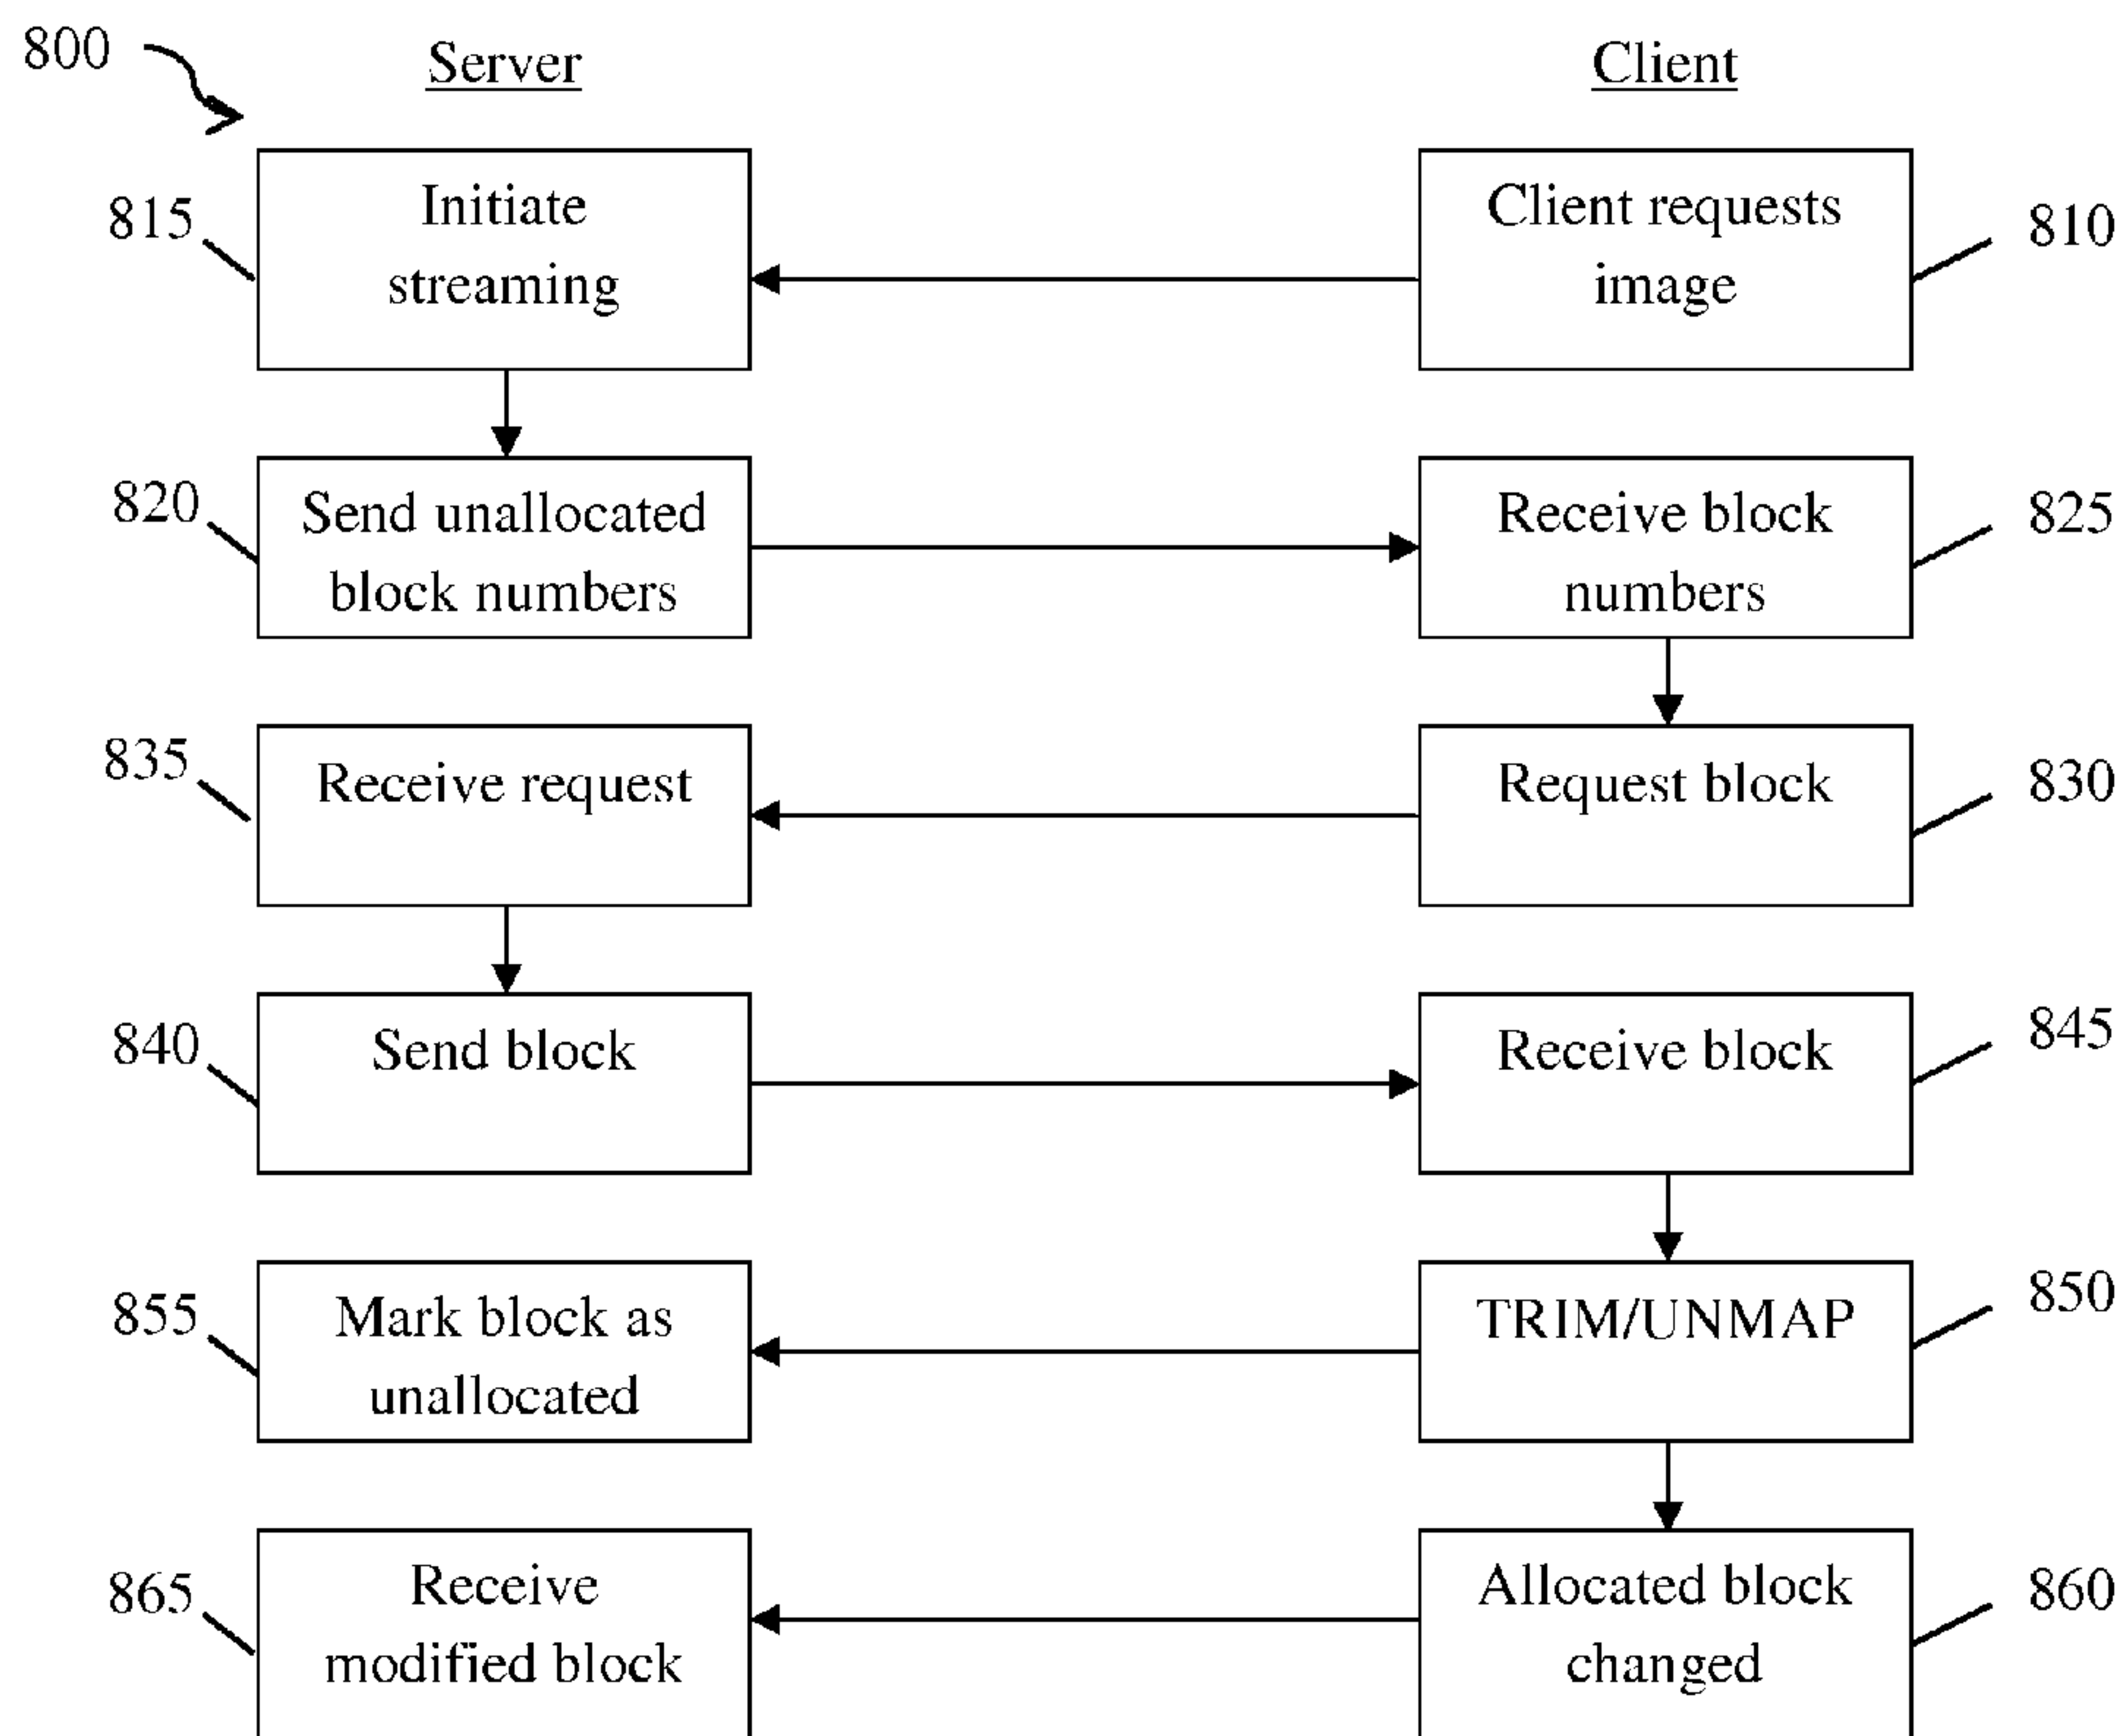 800
Server
Client
815
Initiate
streaming
Client requests
image
810
820
Send unallocated
block numbers
Receive block
numbers
825
835
Receive request
Request block
830
840
Send block
Receive block
845
855
Mark block as
unallocated
TRIM/UNMAP
850
865
Receive
modified block
Allocated block
changed
860